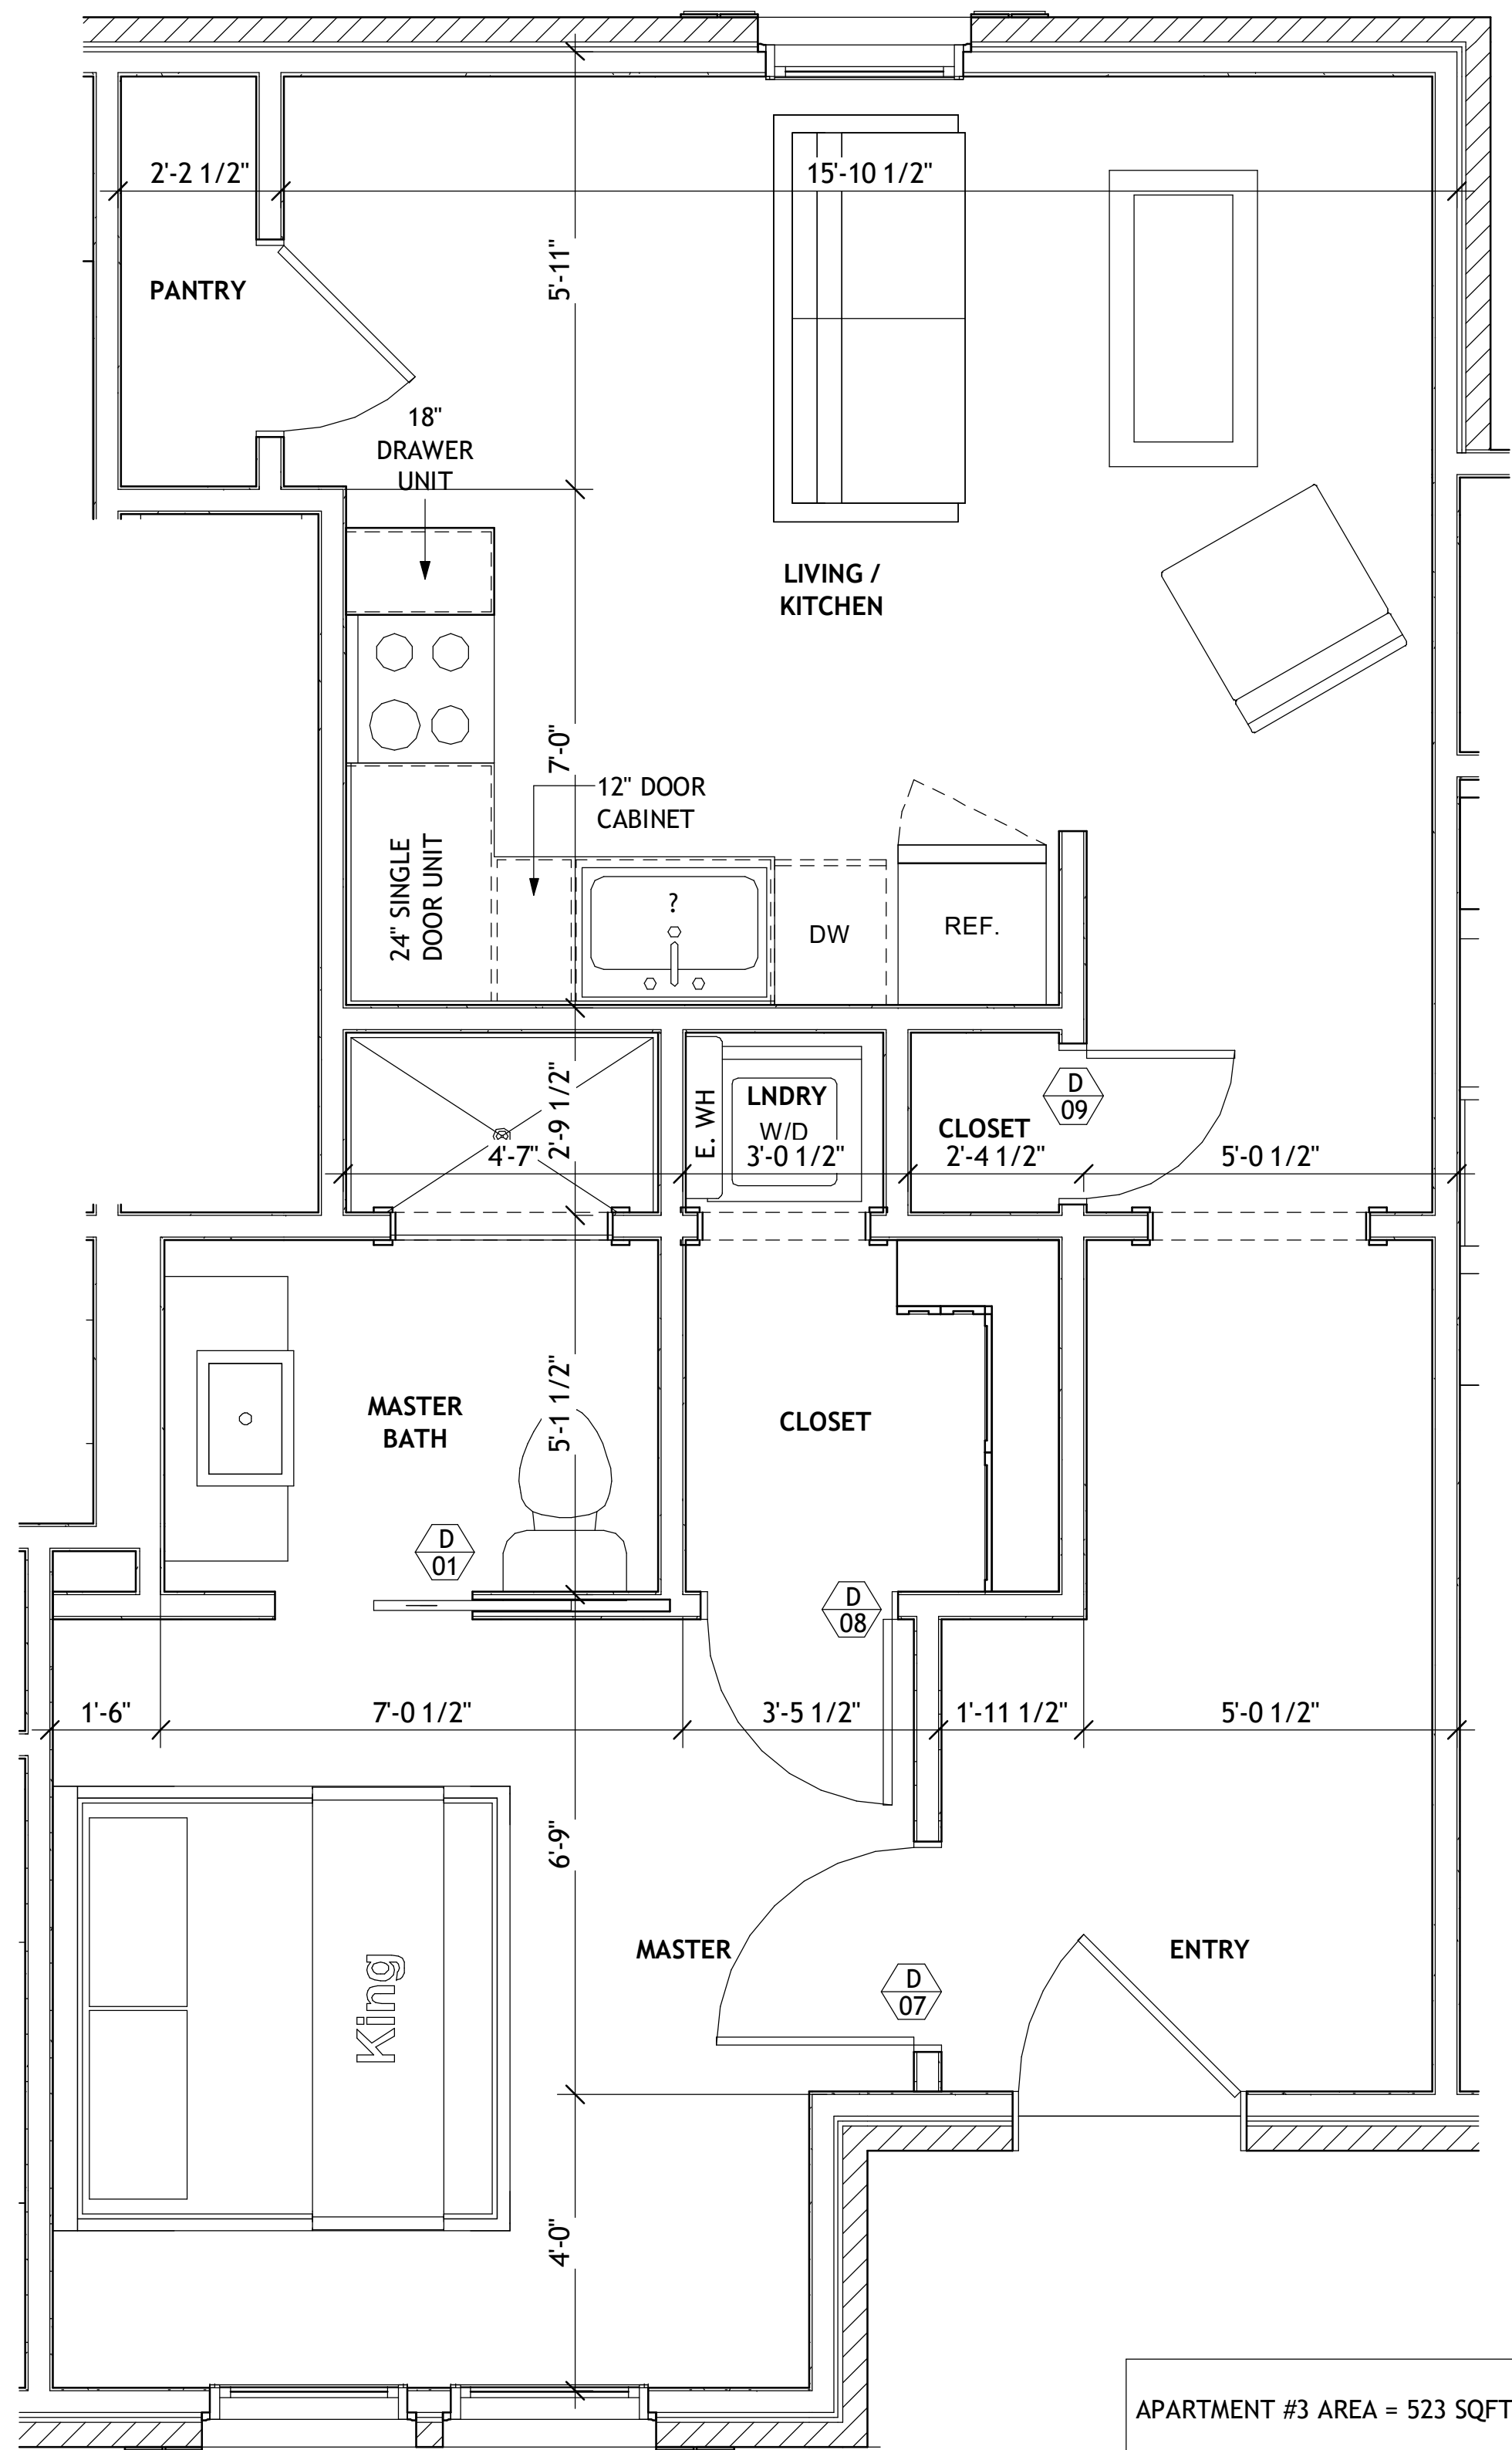 2'-2 1/2"
15'-10 1/2"
5'-11"
PANTRY
18"
DRAWER
UNIT
LIVING /
KITCHEN
7'-0"
12" DOOR
CABINET
24" SINGLE
DOOR UNIT
?
DW
REF.
E. WH
LNDRY
W/D
D
09
CLOSET
2'-9 1/2"
4'-7"
3'-0 1/2"
2'-4 1/2"
5'-0 1/2"
MASTER
BATH
5'-1 1/2"
CLOSET
D
01
D
08
1'-6"
7'-0 1/2"
3'-5 1/2"
1'-11 1/2"
5'-0 1/2"
6'-9"
King
MASTER
ENTRY
D
07
4'-0"
APARTMENT #3 AREA = 523 SQFT